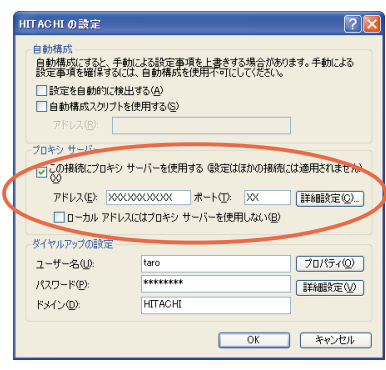 HITACHI の設定
自動構成
自動構成にすると、手動による設定事項を上書きする場合があります。手動による
設定事項を確保するには、自動構成を使用不可にしてください。
設定を自動的に検出する(A)
自動構成スクリプトを使用する(S)
アドレス(R):
プロキシ サーバー
この接続にプロキシ サーバーを使用する (設定はほかの接続には適用されません)
(X)
アドレス(E): XXX(XXX(XX(XX ポート(T): XX 詳細設定(C)...
ローカル アドレスにはプロキシ サーバーを使用しない(B)
ダイヤルアップの設定
ユーザー名(U): taro プロパティ(O)
パスワード(P): ******** 詳細設定(V)
ドメイン(D): HITACHI
OK キャンセル